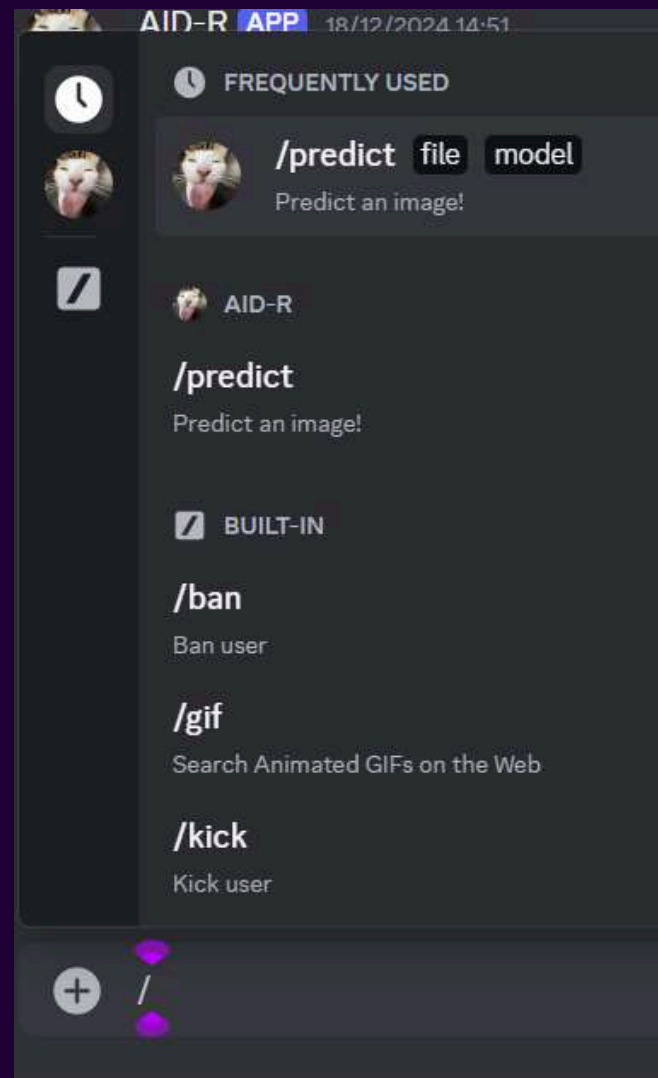 AID-R APP 18/12/2024 14:51
FREQUENTLY USED
/predict file model
Predict an image!
AID-R
/predict
Predict an image!
BUILT-IN
/ban
Ban user
/gif
Search Animated GIFs on the Web
/kick
Kick user
/